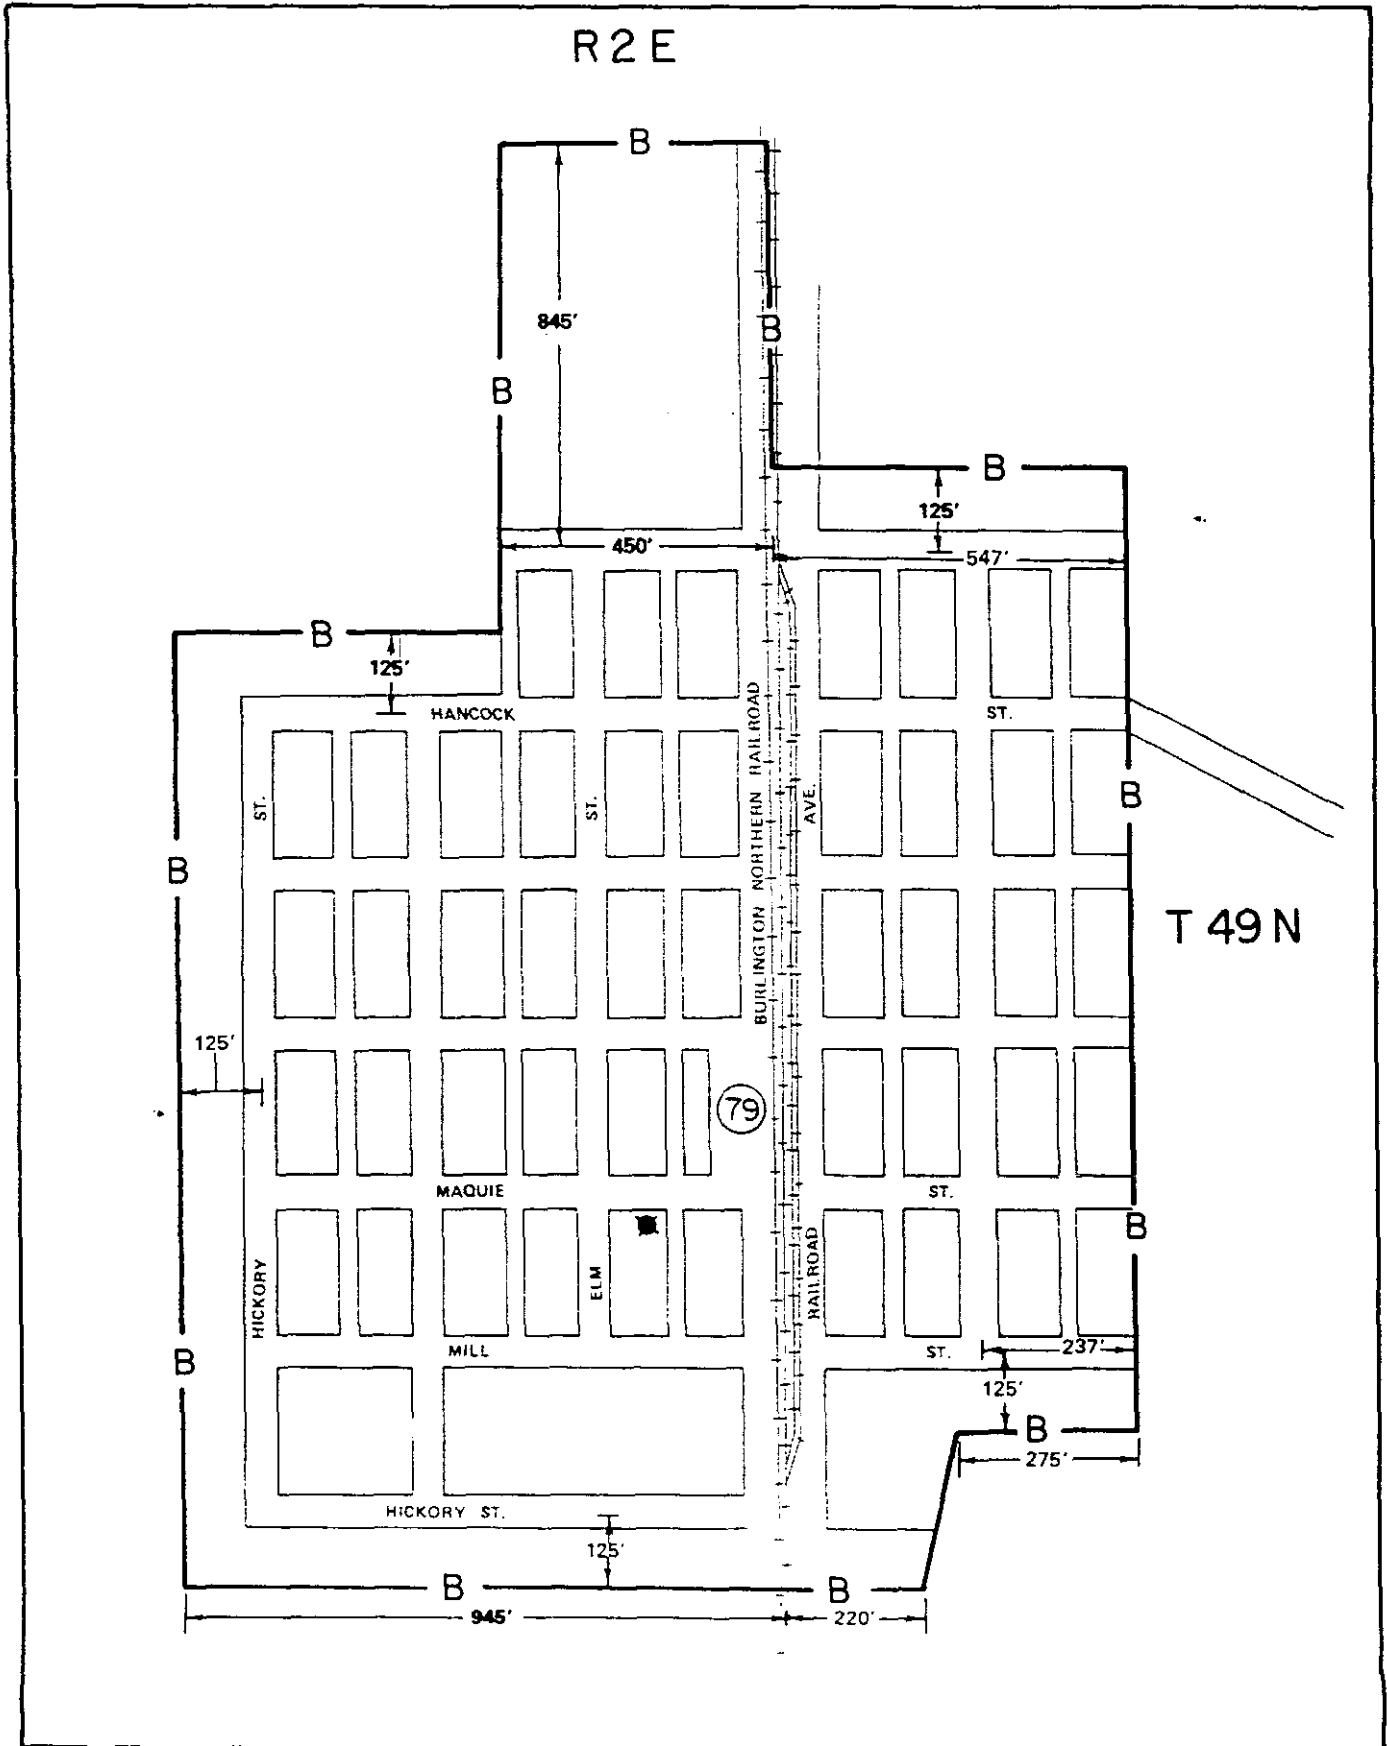 R 2 E
B
845'
B
B
B
125'
450'
547'
B
125'
HANCOCK ST.
ST.
ST.
BURLINGTON NORTHERN RAILROAD
AVE.
B
B
T 49 N
125'
79
MAQUIE ST.
B
HICKORY
ELM
RAILROAD
MILL ST.
237'
B
125'
B
275'
HICKORY ST.
125'
B
B
945'
220'